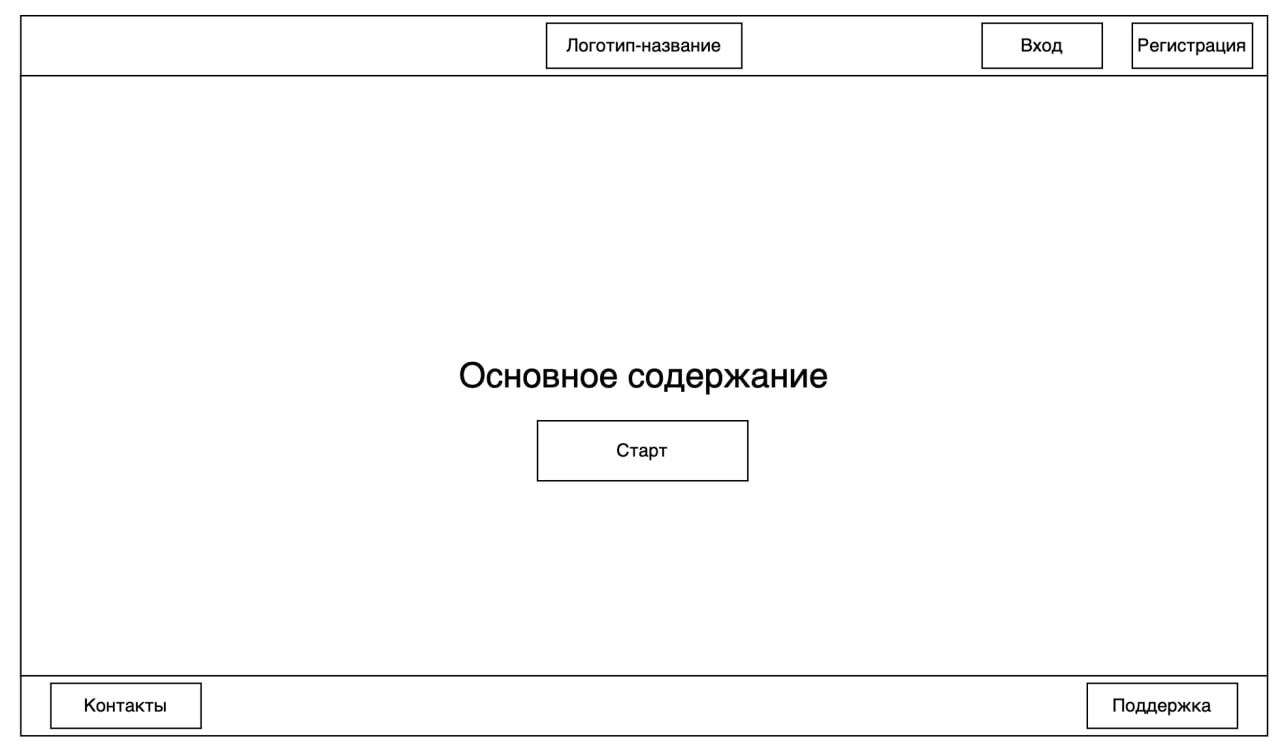 Логотип-название
Вход
Регистрация
Основное содержание
Старт
Контакты
Поддержка